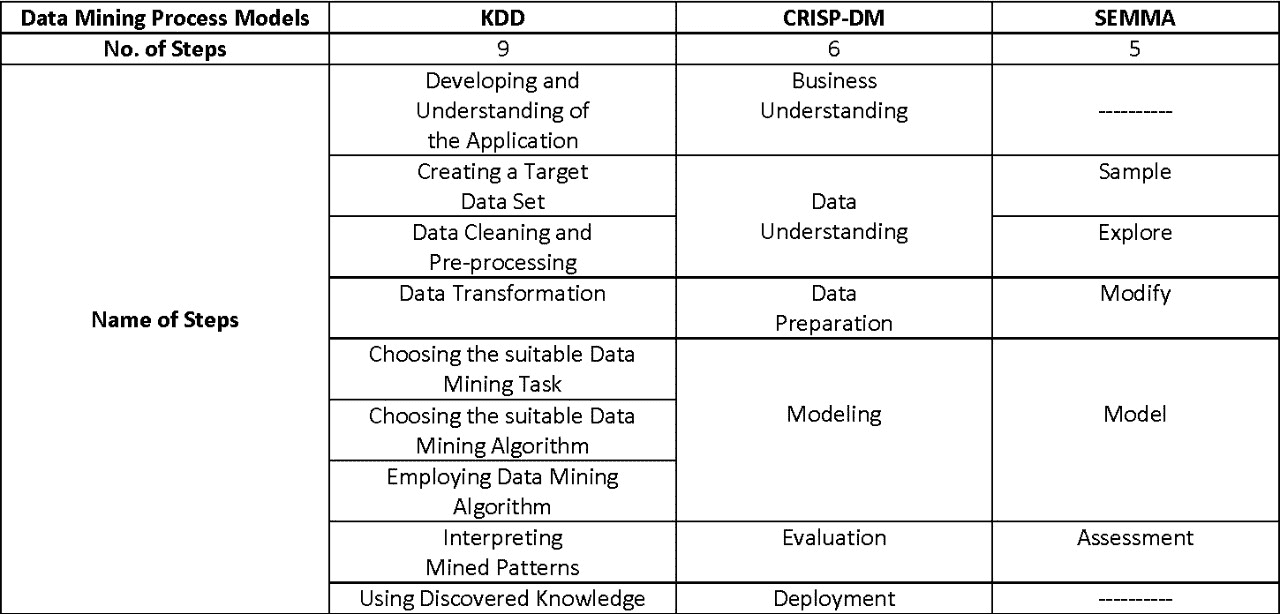 Data Mining Process Models KDD CRISP-DM SEMMA
No. of Steps 9 6 5
Name of Steps
Developing and
Understanding of
the Application
Business
Understanding
----------
Creating a Target
Data Set
Data
Understanding
Sample
Data Cleaning and
Pre-processing
Explore
Data Transformation
Data
Preparation
Modify
Choosing the suitable Data
Mining Task
Modeling
Model
Choosing the suitable Data
Mining Algorithm
Employing Data Mining
Algorithm
Interpreting
Mined Patterns
Evaluation
Assessment
Using Discovered Knowledge
Deployment
----------